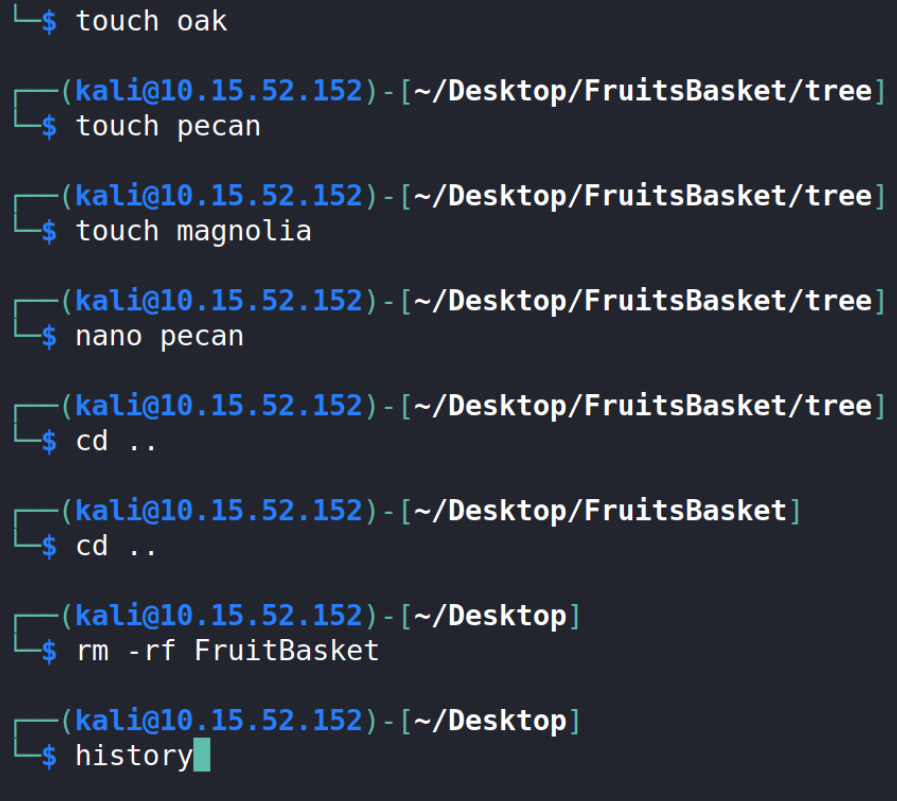 └─$ touch oak
┌──(kali@10.15.52.152)-[~/Desktop/FruitsBasket/tree]
└─$ touch pecan
┌──(kali@10.15.52.152)-[~/Desktop/FruitsBasket/tree]
└─$ touch magnolia
┌──(kali@10.15.52.152)-[~/Desktop/FruitsBasket/tree]
└─$ nano pecan
┌──(kali@10.15.52.152)-[~/Desktop/FruitsBasket/tree]
└─$ cd ..
┌──(kali@10.15.52.152)-[~/Desktop/FruitsBasket]
└─$ cd ..
┌──(kali@10.15.52.152)-[~/Desktop]
└─$ rm -rf FruitBasket
┌──(kali@10.15.52.152)-[~/Desktop]
└─$ history